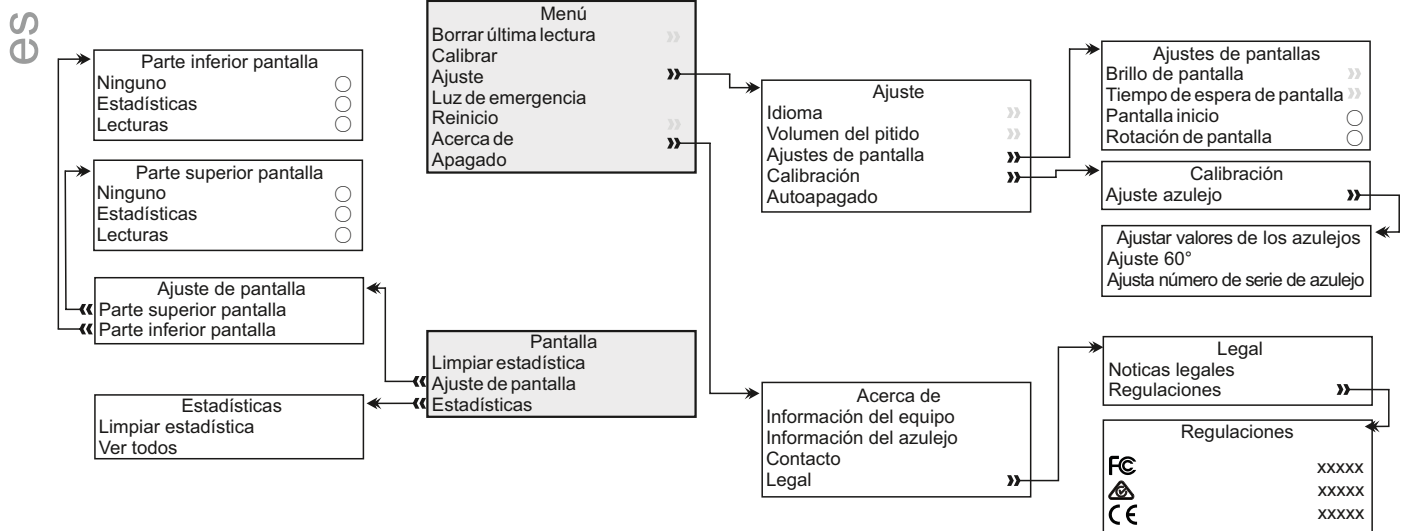 es
Parte inferior pantalla
Ninguno
Estadísticas
Lecturas
Parte superior pantalla
Ninguno
Estadísticas
Lecturas
Ajuste de pantalla
Parte superior pantalla
Parte inferior pantalla
Estadísticas
Limpiar estadística
Ver todos
Menú
Borrar última lectura
Calibrar
Ajuste
Luz de emergencia
Reinicio
Acerca de
Apagado
Pantalla
Limpiar estadística
Ajuste de pantalla
Estadísticas
Ajuste
Idioma
Volumen del pitido
Ajustes de pantalla
Calibración
Autoapagado
Acerca de
Información del equipo
Información del azulejo
Contacto
Legal
Ajustes de pantallas
Brillo de pantalla
Tiempo de espera de pantalla
Pantalla inicio
Rotación de pantalla
Calibración
Ajuste azulejo
Ajustar valores de los azulejos
Ajuste 60°
Ajusta número de serie de azulejo
Legal
Noticas legales
Regulaciones
Regulaciones
FC xxxxx
xxxxx
CE xxxxx